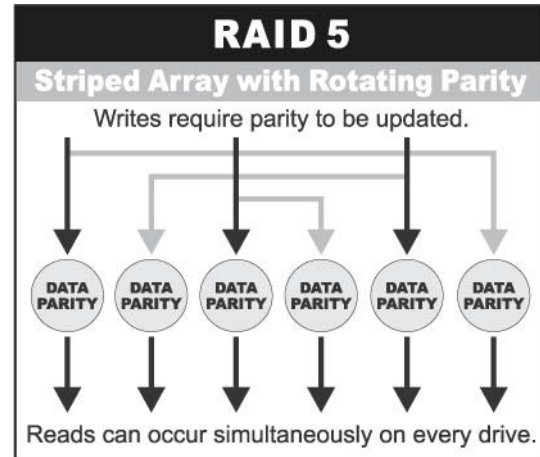 RAID 5
Striped Array with Rotating Parity
Writes require parity to be updated.
DATA PARITY
DATA PARITY
DATA PARITY
DATA PARITY
DATA PARITY
DATA PARITY
Reads can occur simultaneously on every drive.